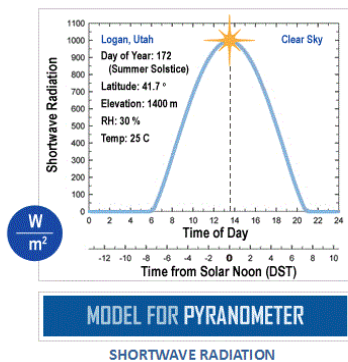 Logan, Utah
Clear Sky
Day of Year: 172
(Summer Solstice)
Latitude: 41.7 °
Elevation: 1400 m
RH: 30 %
Temp: 25 C
Shortwave Radiation
1100
1000
900
800
700
600
500
400
300
200
100
0
0 2 4 6 8 10 12 14 16 18 20 22 24
Time of Day
W
m²
-12 -10 -8 -6 -4 -2 0 2 4 6 8 10
Time from Solar Noon (DST)
MODEL FOR PYRANOMETER
SHORTWAVE RADIATION